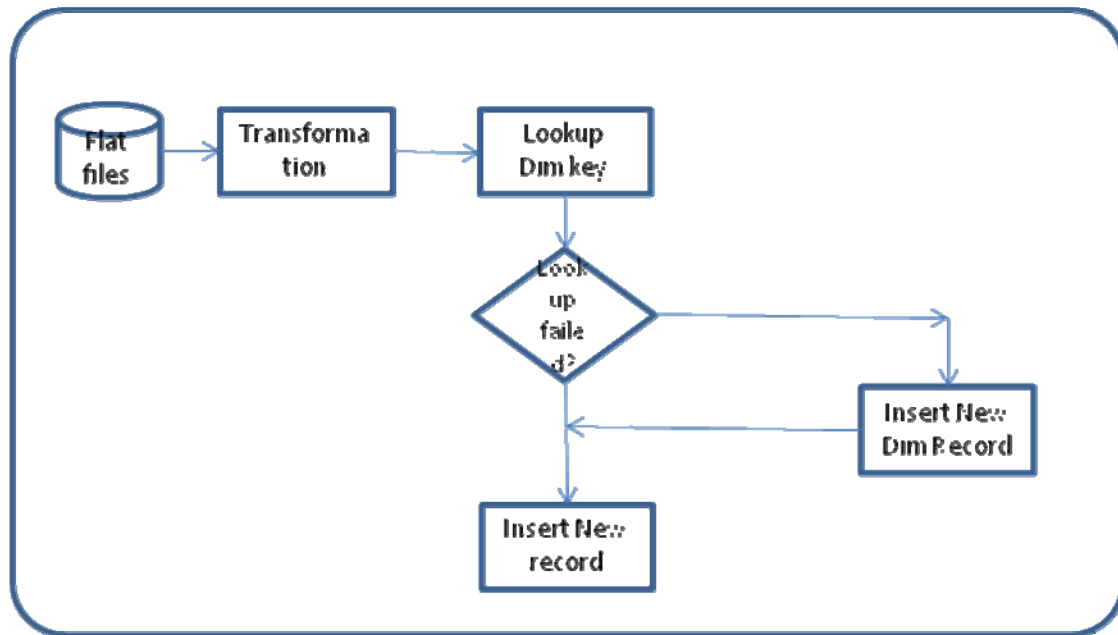 Flat
files
Transforma
tion
Lookup
Dim key
Look
up
faile
d?
Insert New
Dim Record
Insert New
record